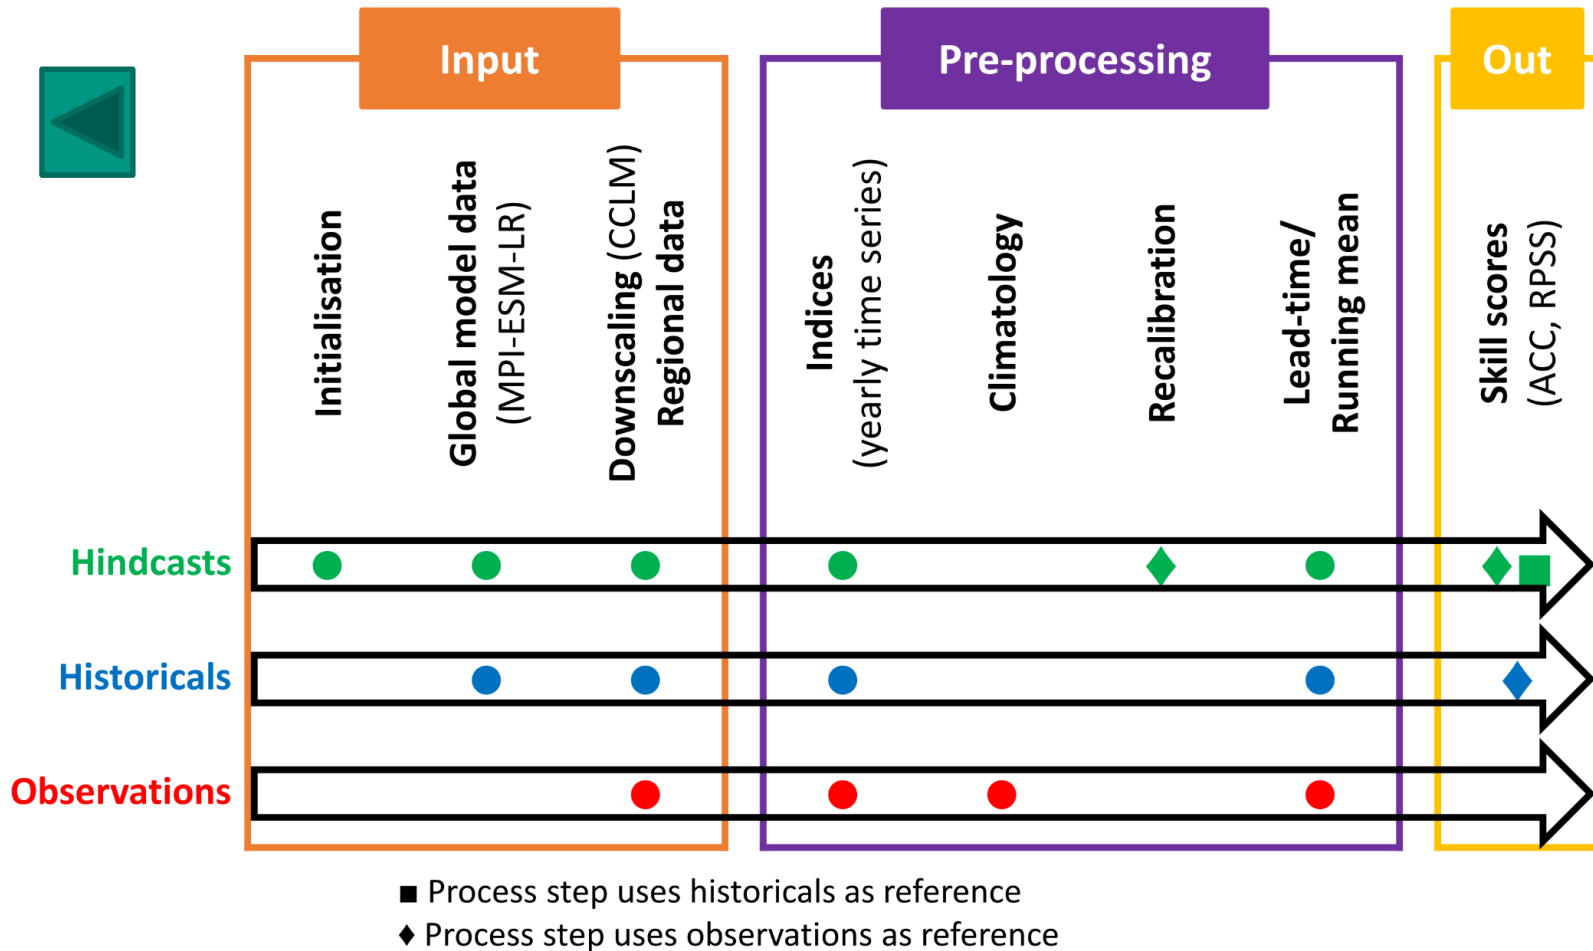 Input
Pre-processing
Out
Initialisation
Global model data
(MPI-ESM-LR)
Downscaling (CCLM)
Regional data
Indices
(yearly time series)
Climatology
Recalibration
Lead-time/
Running mean
Skill scores
(ACC, RPSS)
Hindcasts
Historicals
Observations
Process step uses historicals as reference
Process step uses observations as reference